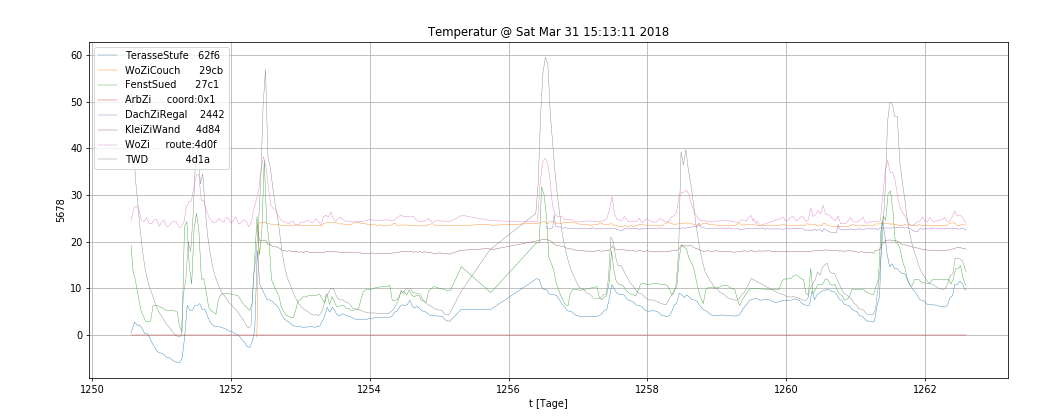 Temperatur @ Sat Mar 31 15:13:11 2018
60
50
40
30
20
10
0
5678
TerasseStufe 62f6
WoZiCouch 29cb
FenstSued 27c1
ArbZi coord:0x1
DachZiRegal 2442
KleiZiWand 4d84
WoZi route:4d0f
TWD 4d1a
1250 1252 1254 1256 1258 1260 1262
t [Tage]